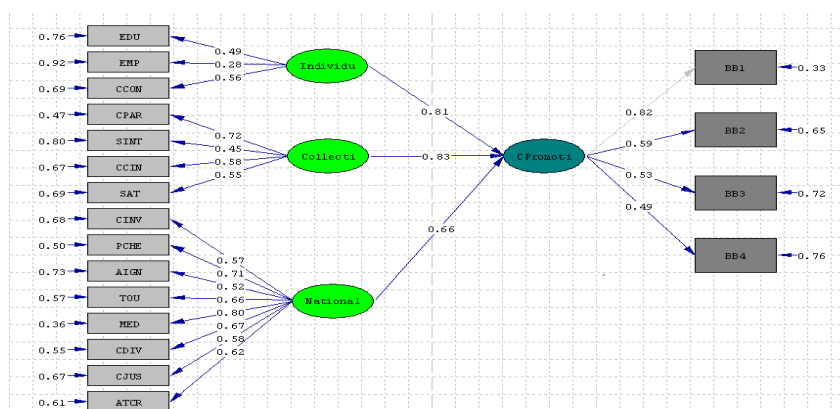 0.76 EDU
0.49
0.92 EMP
0.28
Individu
0.69 CCON
0.56
0.81
0.47 CPAR
0.72
0.80 SINT
0.45
Collecti
0.83
CPromoti
0.67 CCIN
0.58
0.69 SAT
0.55
0.68 CINV
0.57
0.66
0.50 PCHE
0.71
0.73 AIGN
0.52
0.57 TOU
0.66
National
0.36 MED
0.80
0.55 CDIV
0.67
0.67 CJUS
0.58
0.61 ATCR
0.62
0.82
BB1 0.33
0.59
BB2 0.65
0.53
BB3 0.72
0.49
BB4 0.76